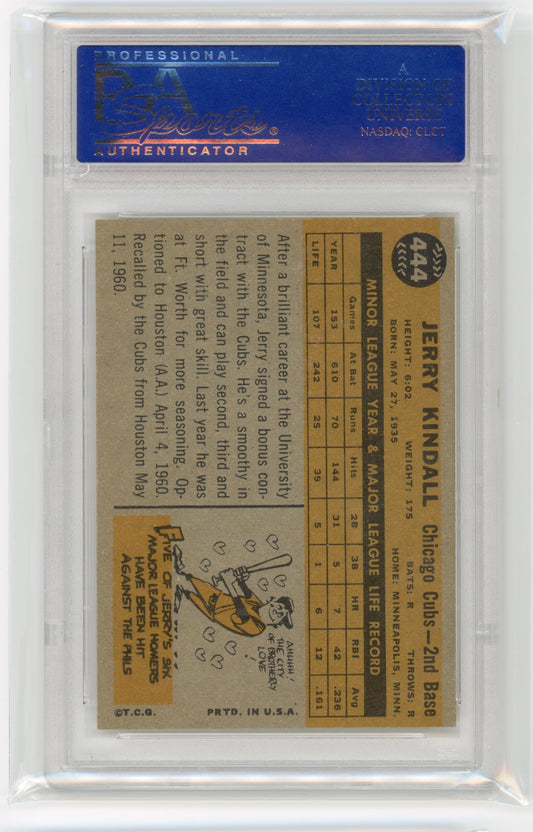 PROFESSIONAL
PSA
Sports®
AUTHENTICATOR
A
DIVISION OF
COLLECTORS
UNIVERSE
NASDAQ: CLCT
444
JERRY KINDALL Chicago Cubs—2nd Base
HEIGHT: 6:02 WEIGHT: 175 BATS: R THROWS: R
BORN: MAY 27, 1935 HOME: MINNEAPOLIS, MINN.
MINOR LEAGUE YEAR & MAJOR LEAGUE LIFE RECORD
Games At Bat Runs Hits 2B 3B HR RBI Avg
YEAR 153 610 70 144 31 5 7 42 .236
LIFE 107 242 25 39 5 1 6 12 .161
After a brilliant career at the University
of Minnesota, Jerry signed a bonus con-
tract with the Cubs. He's a smoothy in
the field and can play second, third and
short with great skill. Last year he was
at Ft. Worth for more seasoning. Op-
tioned to Houston (A.A.) April 4, 1960.
Recalled by the Cubs from Houston May
11, 1960.
AHHHH!
THE CITY
OF BROTHERLY
LOVE!
FIVE OF JERRY'S SIX
MAJOR LEAGUE HOMERS
HAVE BEEN HIT
AGAINST THE PHILS
©T.C.G. PRTD. IN U.S.A.